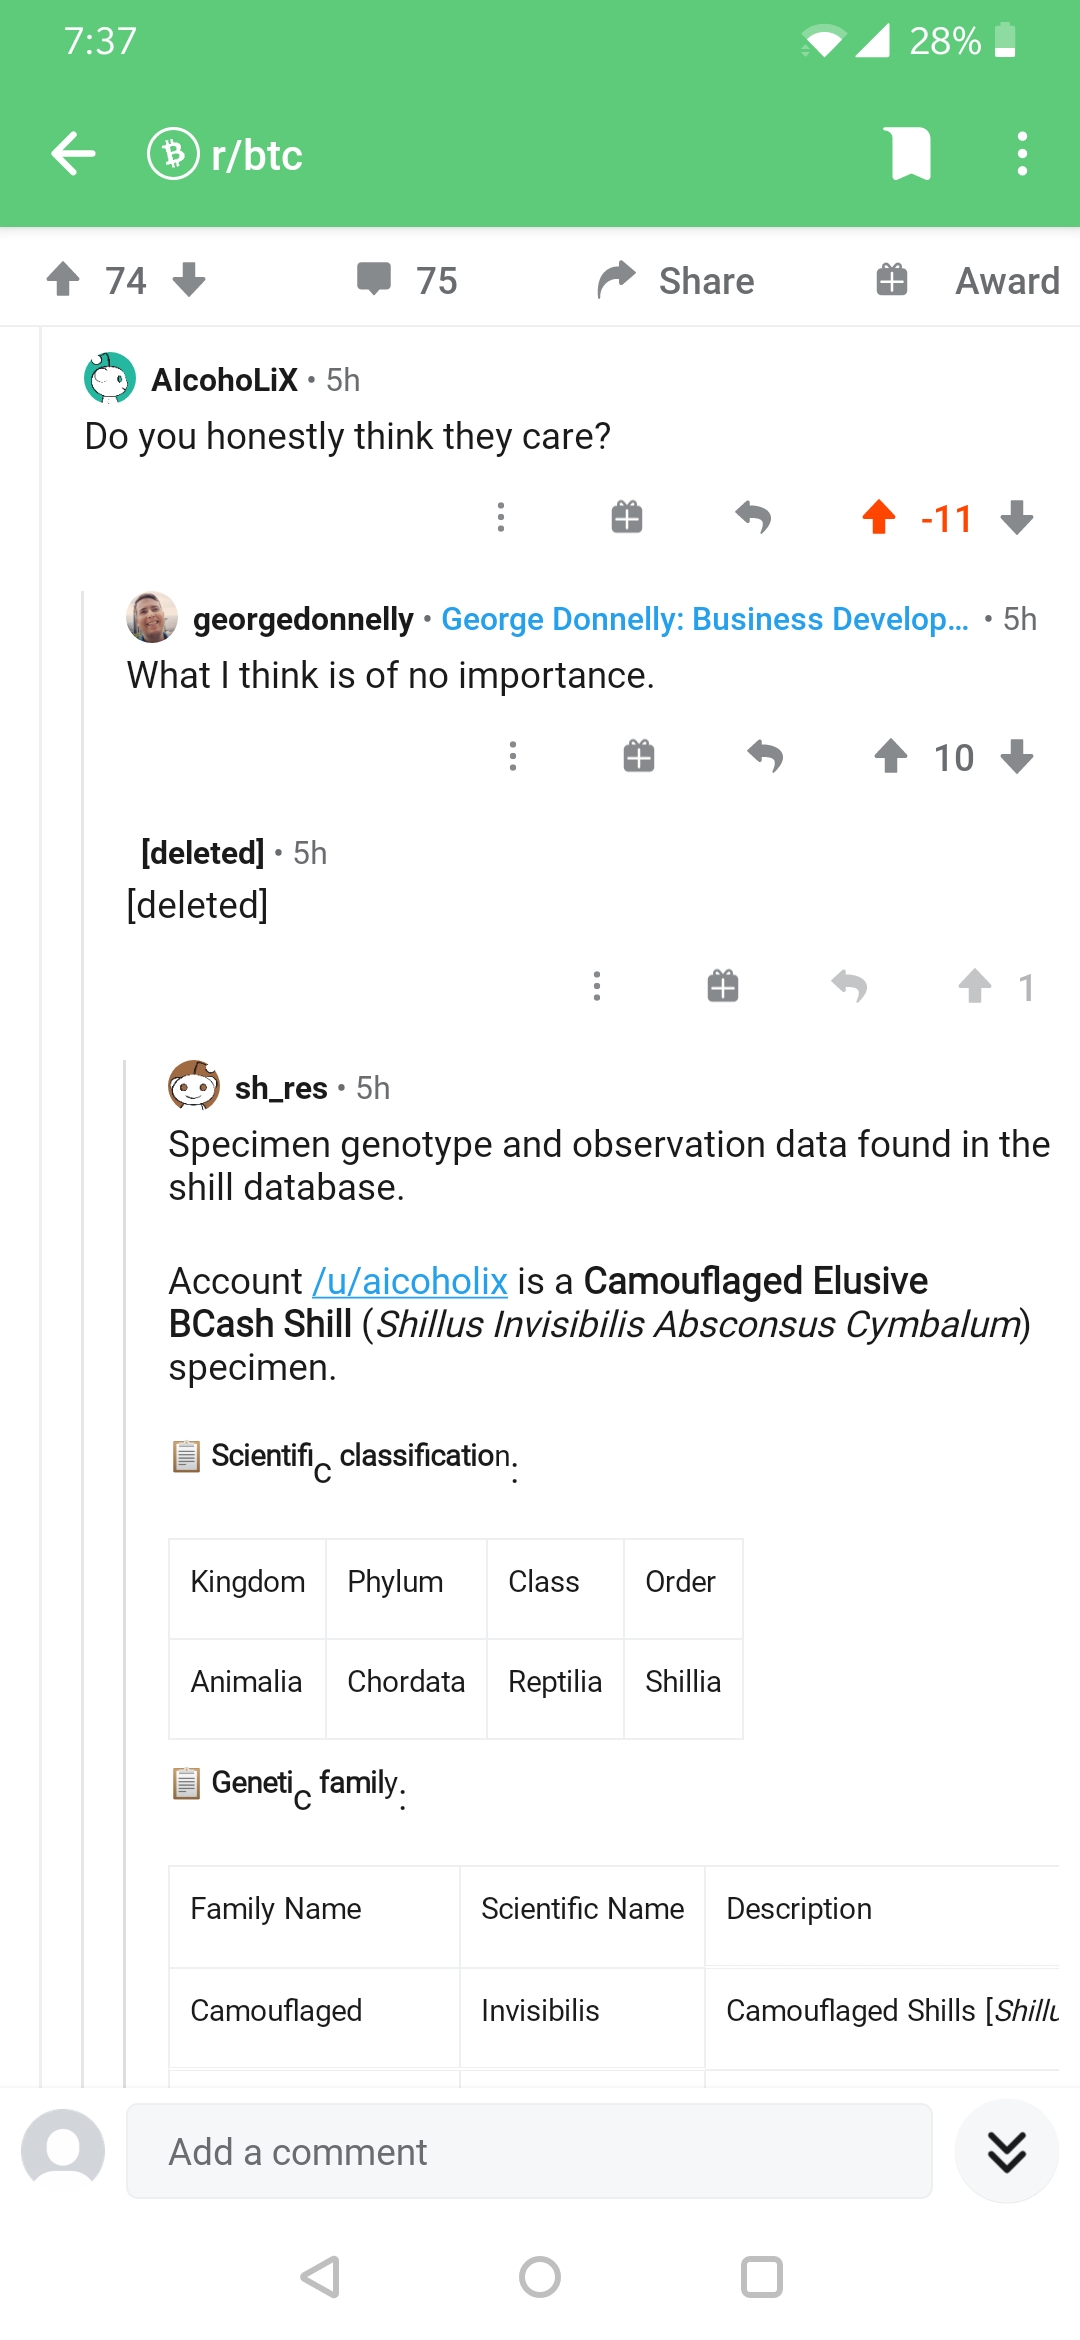 7:37
28%
r/btc
74
75
Share
Award
AlcohoLiX • 5h
Do you honestly think they care?
-11
georgedonnelly • George Donnelly: Business Develop... • 5h
What I think is of no importance.
10
[deleted] • 5h
[deleted]
1
sh_res • 5h
Specimen genotype and observation data found in the
shill database.
Account /u/aicoholix is a Camouflaged Elusive
BCash Shill (Shillus Invisibilis Absconsus Cymbalum)
specimen.
📋 Scientific classification:
Kingdom Phylum Class Order
Animalia Chordata Reptilia Shillia
📋 Genetic family:
Family Name Scientific Name Description
Camouflaged Invisibilis Camouflaged Shills [Shillu
Add a comment